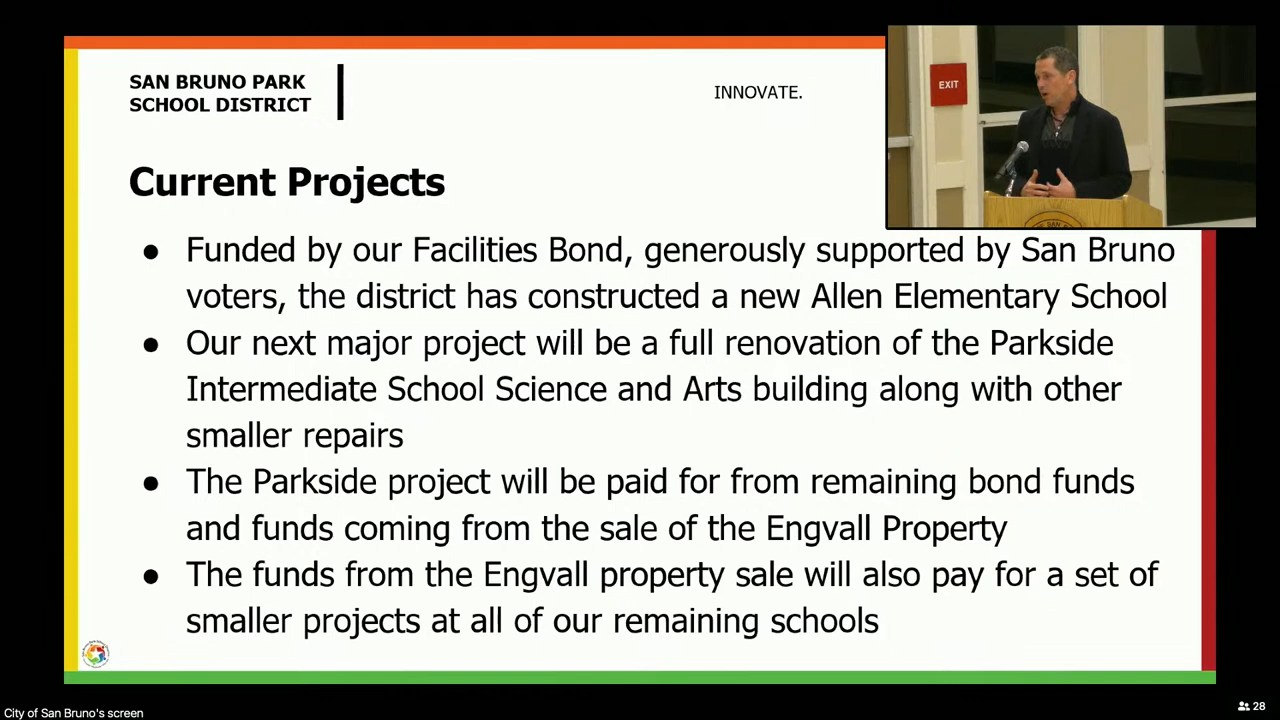 SAN BRUNO PARK
SCHOOL DISTRICT
INNOVATE.
EXIT
Current Projects
● Funded by our Facilities Bond, generously supported by San Bruno
voters, the district has constructed a new Allen Elementary School
● Our next major project will be a full renovation of the Parkside
Intermediate School Science and Arts building along with other
smaller repairs
● The Parkside project will be paid for from remaining bond funds
and funds coming from the sale of the Engvall Property
● The funds from the Engvall property sale will also pay for a set of
smaller projects at all of our remaining schools
City of San Bruno's screen
28